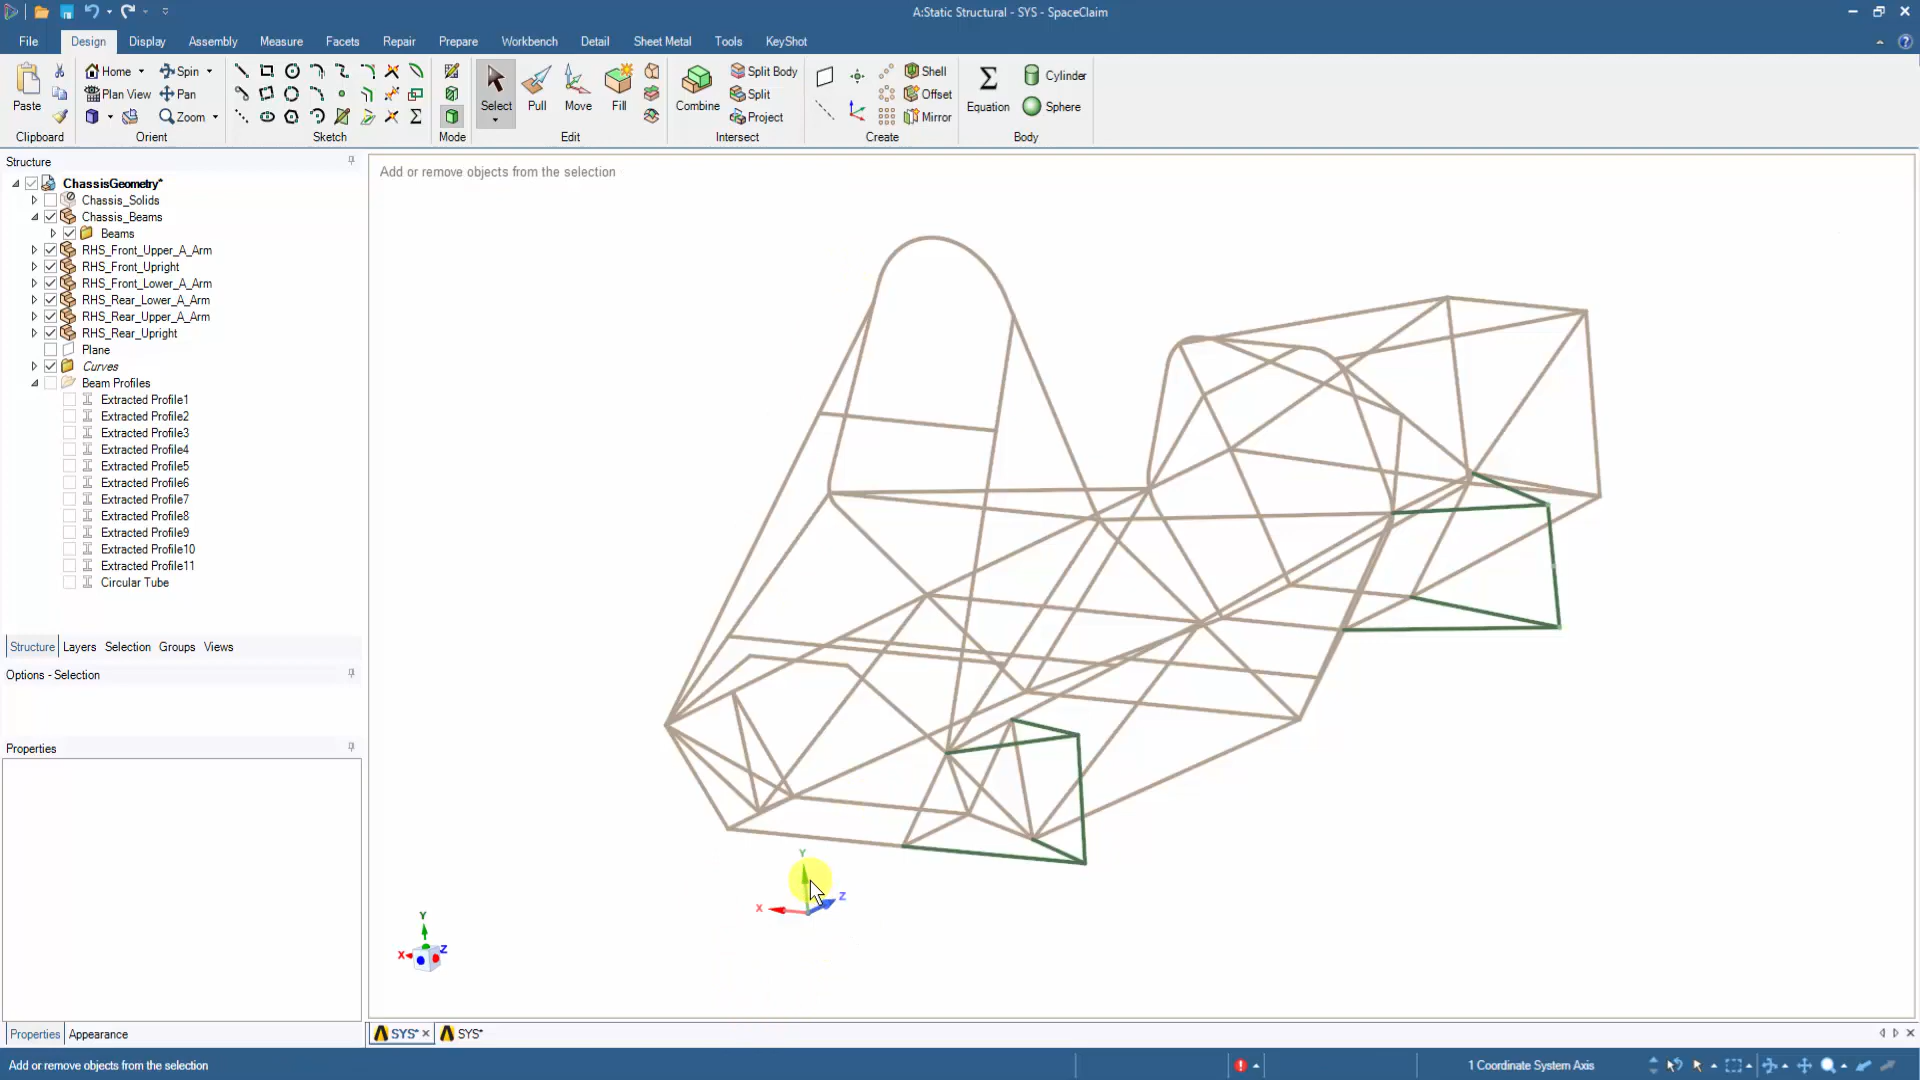 A:Static Structural - SYS - SpaceClaim
File Design Display Assembly Measure Facets Repair Prepare Workbench Detail Sheet Metal Tools KeyShot
Home Spin Split Body Shell Cylinder
Plan View Pan Split Offset
Paste Select Pull Move Fill Combine Equation Sphere
Zoom Project Mirror
Clipboard Orient Sketch Mode Edit Intersect Create Body
Structure
Add or remove objects from the selection
ChassisGeometry*
Chassis_Solids
Chassis_Beams
Beams
RHS_Front_Upper_A_Arm
RHS_Front_Upright
RHS_Front_Lower_A_Arm
RHS_Rear_Lower_A_Arm
RHS_Rear_Upper_A_Arm
RHS_Rear_Upright
Plane
Curves
Beam Profiles
Extracted Profile1
Extracted Profile2
Extracted Profile3
Extracted Profile4
Extracted Profile5
Extracted Profile6
Extracted Profile7
Extracted Profile8
Extracted Profile9
Extracted Profile10
Extracted Profile11
Circular Tube
Structure Layers Selection Groups Views
Options - Selection
Properties
Y
X Z
Y
X Z
Properties Appearance
SYS* SYS*
Add or remove objects from the selection
1 Coordinate System Axis